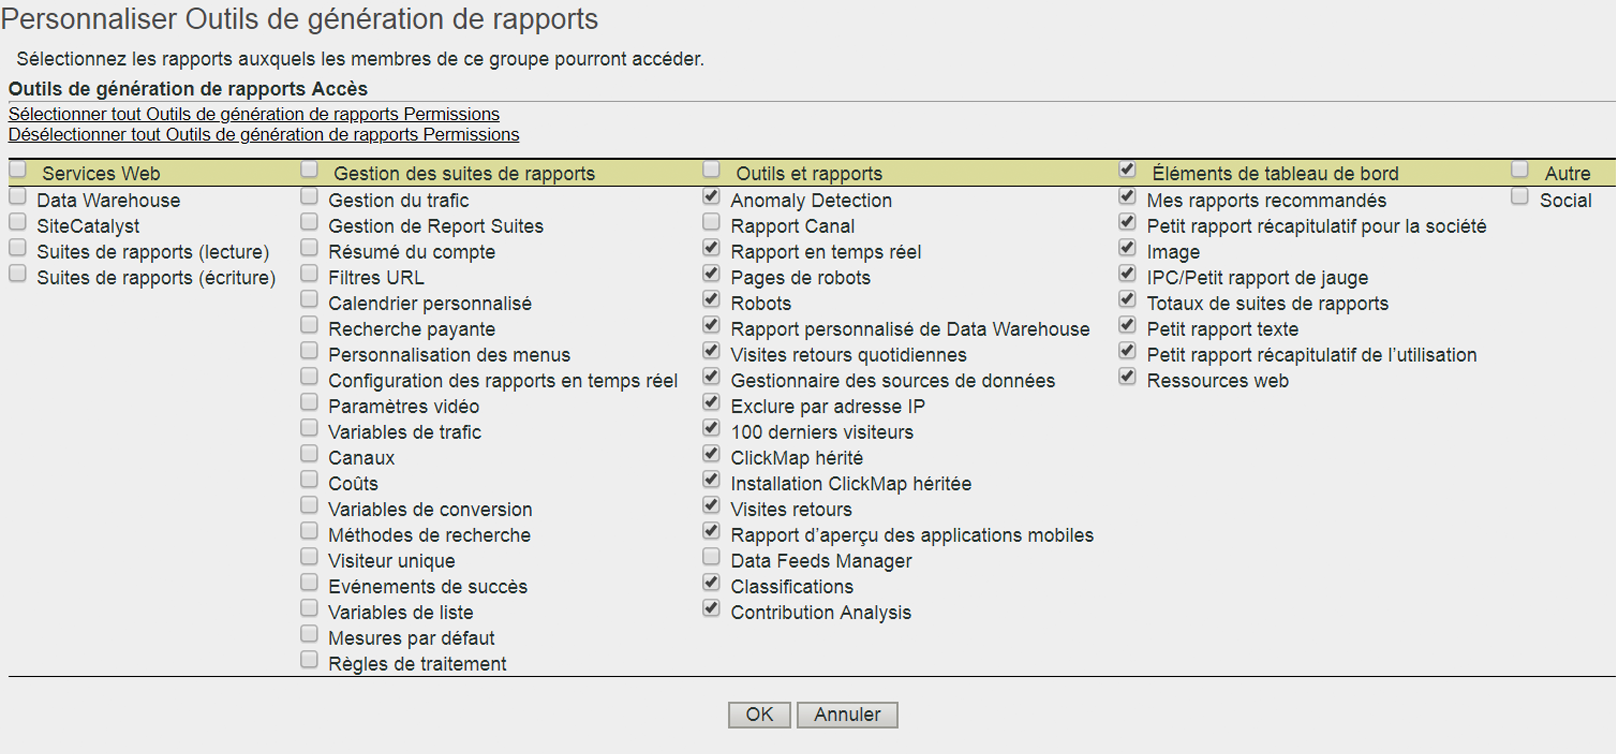 Personnaliser Outils de génération de rapports
Sélectionnez les rapports auxquels les membres de ce groupe pourront accéder.
Outils de génération de rapports Accès
Sélectionner tout Outils de génération de rapports Permissions
Désélectionner tout Outils de génération de rapports Permissions
Services Web
Data Warehouse
SiteCatalyst
Suites de rapports (lecture)
Suites de rapports (écriture)
Gestion des suites de rapports
Gestion du trafic
Gestion de Report Suites
Résumé du compte
Filtres URL
Calendrier personnalisé
Recherche payante
Personnalisation des menus
Configuration des rapports en temps réel
Paramètres vidéo
Variables de trafic
Canaux
Coûts
Variables de conversion
Méthodes de recherche
Visiteur unique
Evénements de succès
Variables de liste
Mesures par défaut
Règles de traitement
Outils et rapports
Anomaly Detection
Rapport Canal
Rapport en temps réel
Pages de robots
Robots
Rapport personnalisé de Data Warehouse
Visites retours quotidiennes
Gestionnaire des sources de données
Exclure par adresse IP
100 derniers visiteurs
ClickMap hérité
Installation ClickMap héritée
Visites retours
Rapport d’aperçu des applications mobiles
Data Feeds Manager
Classifications
Contribution Analysis
Éléments de tableau de bord
Mes rapports recommandés
Petit rapport récapitulatif pour la société
Image
IPC/Petit rapport de jauge
Totaux de suites de rapports
Petit rapport texte
Petit rapport récapitulatif de l’utilisation
Ressources web
Autre
Social
OK
Annuler